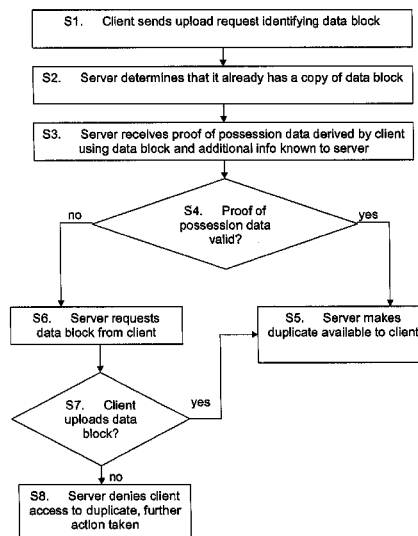 S1. Client sends upload request identifying data block
S2. Server determines that it already has a copy of data block
S3. Server receives proof of possession data derived by client
using data block and additional info known to server
S4. Proof of
possession data
valid?
no
yes
S6. Server requests
data block from client
S5. Server makes
duplicate available to client
S7. Client
uploads data
block?
yes
no
S8. Server denies client
access to duplicate, further
action taken